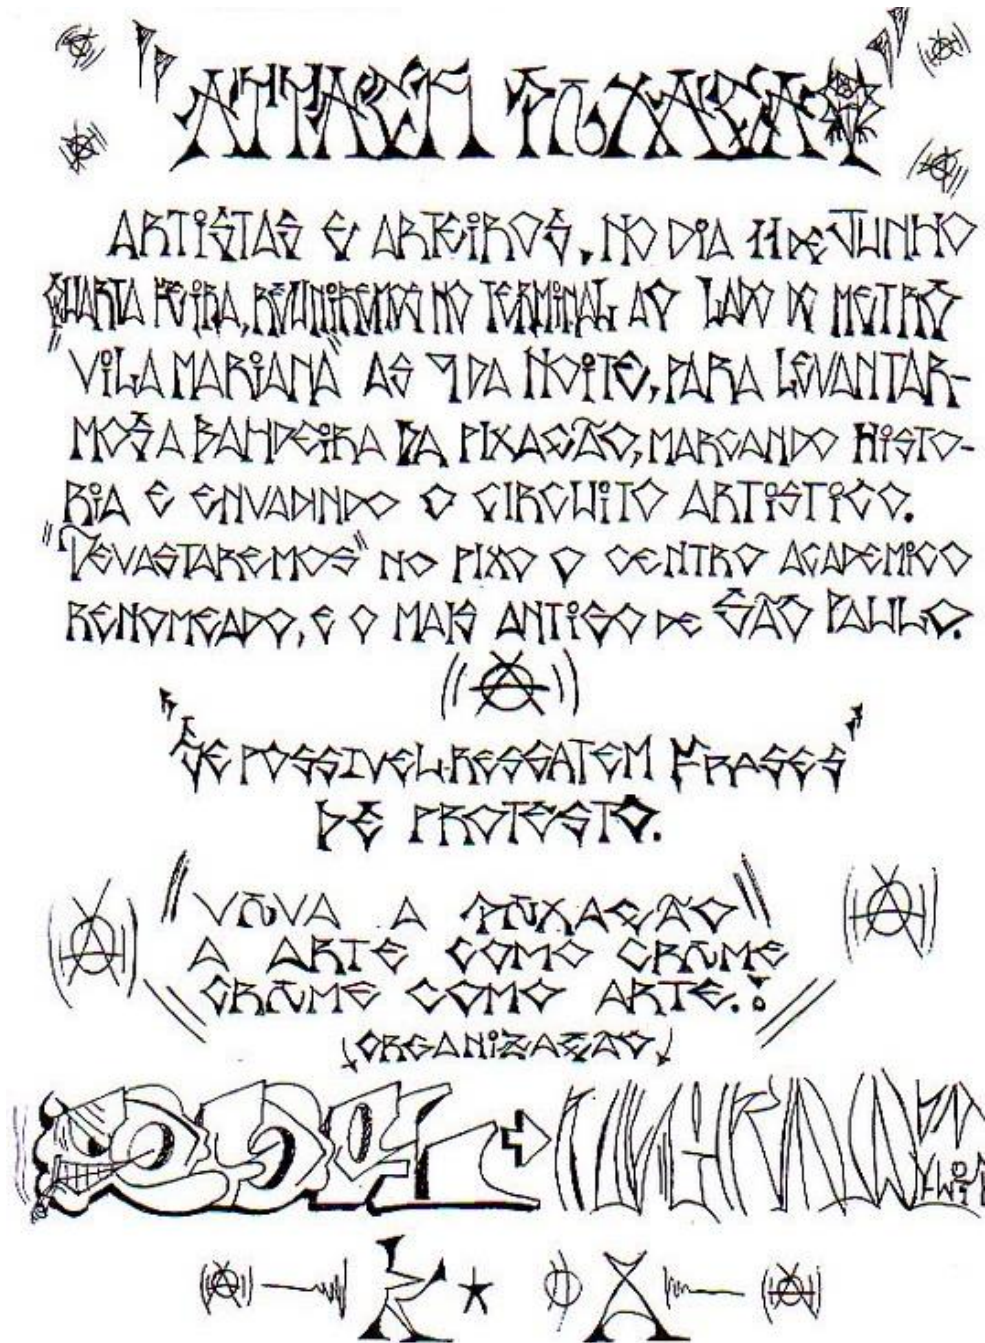 ATTACK PIXAÇÃO
ARTISTAS E ARTEIROS, NO DIA 11 DE JUNHO
QUARTA FEIRA, REUNIREMOS NO TERMINAL AO LADO DO METRO
"VILA MARIANA" AS 9 DA NOITE, PARA LEVANTAR-
MOS A BANDEIRA DA PIXAÇÃO, MARCANDO HISTO-
RIA E ENVADINDO O CIRCUITO ARTISTICO.
"DEVASTAREMOS" NO PIXO O CENTRO ACADEMICO
RENOMEADO, E O MAIS ANTIGO DE SÃO PAULO.
"SE POSSIVEL RESGATEM FRASES"
DE PROTESTO.
"VIVA A PIXAÇÃO"
A ARTE COMO CRIME
CRIME COMO ARTE.:
ORGANIZAÇÃO